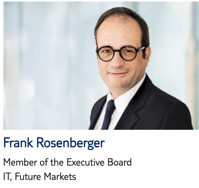 Frank Rosenberger
Member of the Executive Board
IT, Future Markets